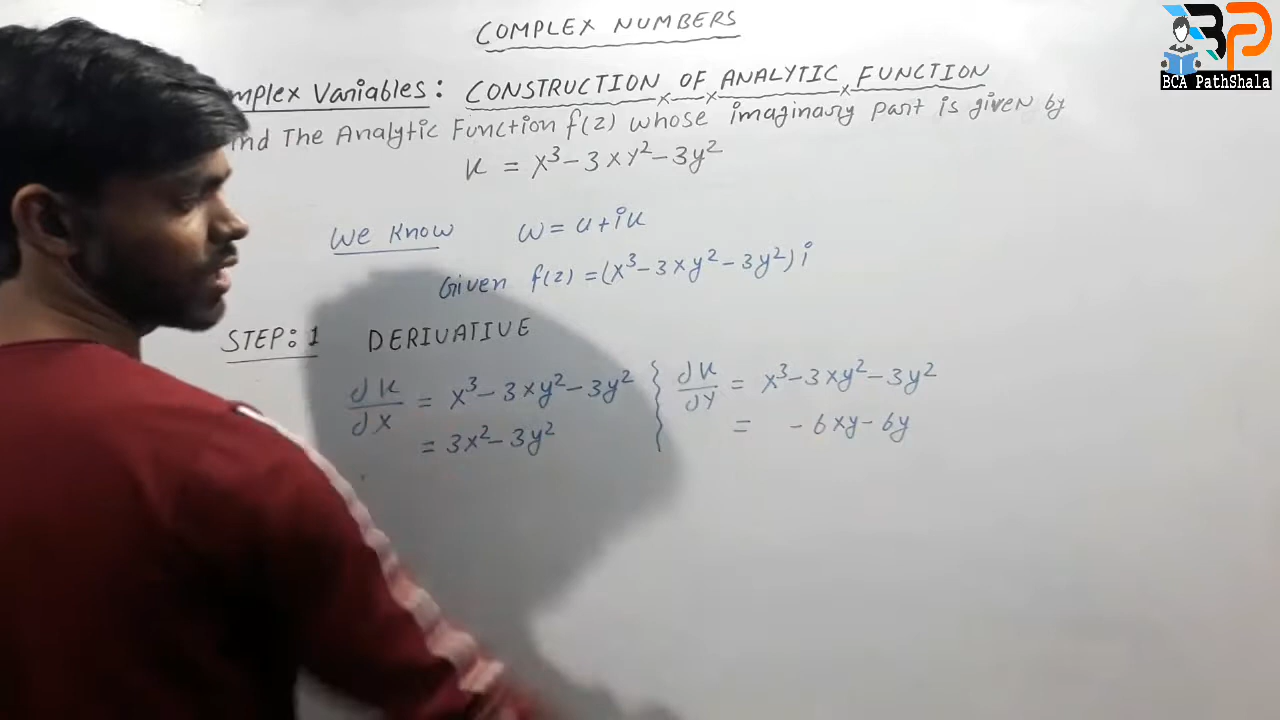 COMPLEX NUMBERS
BCA PathShala
mplex Variables: CONSTRUCTION OF ANALYTIC FUNCTION
ind The Analytic Function f(z) whose imaginary part is given by
v = x³ - 3xy² - 3y²
We Know w = u + iv
Given f(z) = (x³ - 3xy² - 3y²) i
STEP: 1 DERIVATIVE
∂v/∂x = x³ - 3xy² - 3y² } ∂v/∂y = x³ - 3xy² - 3y²
= 3x² - 3y² = - 6xy - 6y